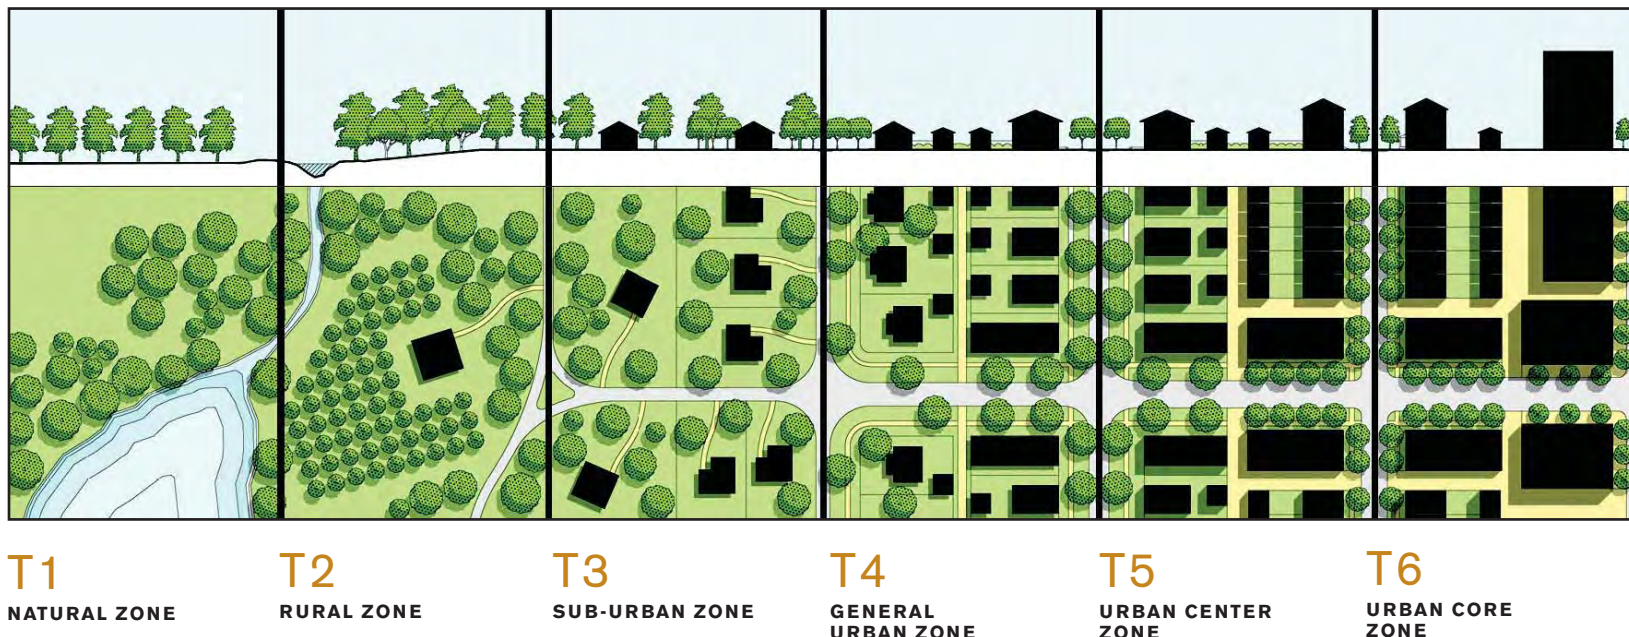 T1
NATURAL ZONE
T2
RURAL ZONE
T3
SUB-URBAN ZONE
T4
GENERAL
URBAN ZONE
T5
URBAN CENTER
ZONE
T6
URBAN CORE
ZONE